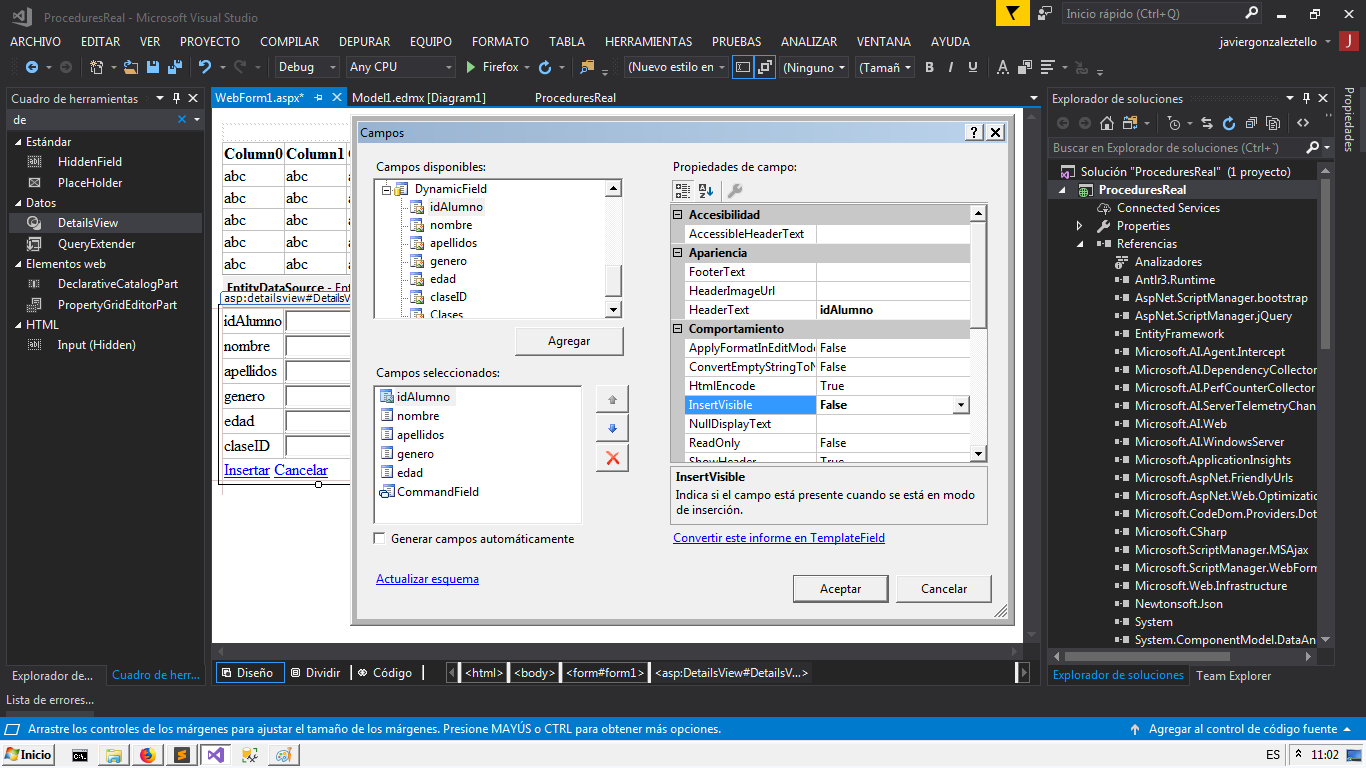 ProceduresReal - Microsoft Visual Studio
Inicio rápido (Ctrl+Q)
ARCHIVO EDITAR VER PROYECTO COMPILAR DEPURAR EQUIPO FORMATO TABLA HERRAMIENTAS PRUEBAS ANALIZAR VENTANA AYUDA
javiergonzaleztello J
Debug Any CPU Firefox (Nuevo estilo en (Ninguno (Tamañ B I U A
Cuadro de herramientas
de
Estándar
HiddenField
PlaceHolder
Datos
DetailsView
QueryExtender
Elementos web
DeclarativeCatalogPart
PropertyGridEditorPart
HTML
Input (Hidden)
Explorador de...
Cuadro de herr...
Lista de errores...
WebForm1.aspx*
Model1.edmx [Diagram1]
ProceduresReal
Column0 Column1
abc abc
abc abc
abc abc
abc abc
abc abc
EntityDataSource - Ent
asp:detailsview#DetailsV
idAlumno
nombre
apellidos
genero
edad
claseID
Insertar Cancelar
Campos
?
Campos disponibles:
DynamicField
idAlumno
nombre
apellidos
genero
edad
claseID
Clases
Agregar
Campos seleccionados:
idAlumno
nombre
apellidos
genero
edad
CommandField
Generar campos automáticamente
Actualizar esquema
Propiedades de campo:
Accesibilidad
AccessibleHeaderText
Apariencia
FooterText
HeaderImageUrl
HeaderText idAlumno
Comportamiento
ApplyFormatInEditMode False
ConvertEmptyStringToN False
HtmlEncode True
InsertVisible False
NullDisplayText
ReadOnly False
ShowHeader True
InsertVisible
Indica si el campo está presente cuando se está en modo
de inserción.
Convertir este informe en TemplateField
Aceptar
Cancelar
Diseño Dividir Código
<html> <body> <form#form1> <asp:DetailsView#DetailsV...>
Explorador de soluciones
Buscar en Explorador de soluciones (Ctrl+`)
Solución "ProceduresReal" (1 proyecto)
ProceduresReal
Connected Services
Properties
Referencias
Analizadores
Antlr3.Runtime
AspNet.ScriptManager.bootstrap
AspNet.ScriptManager.jQuery
EntityFramework
Microsoft.AI.Agent.Intercept
Microsoft.AI.DependencyCollector
Microsoft.AI.PerfCounterCollector
Microsoft.AI.ServerTelemetryChan
Microsoft.AI.Web
Microsoft.AI.WindowsServer
Microsoft.ApplicationInsights
Microsoft.AspNet.FriendlyUrls
Microsoft.AspNet.Web.Optimizatio
Microsoft.CodeDom.Providers.Dot
Microsoft.CSharp
Microsoft.ScriptManager.MSAjax
Microsoft.ScriptManager.WebForm
Microsoft.Web.Infrastructure
Newtonsoft.Json
System
System.ComponentModel.DataAn
Explorador de soluciones
Team Explorer
Propiedades
Arrastre los controles de los márgenes para ajustar el tamaño de los márgenes. Presione MAYÚS o CTRL para obtener más opciones.
Agregar al control de código fuente
Inicio
ES
11:02